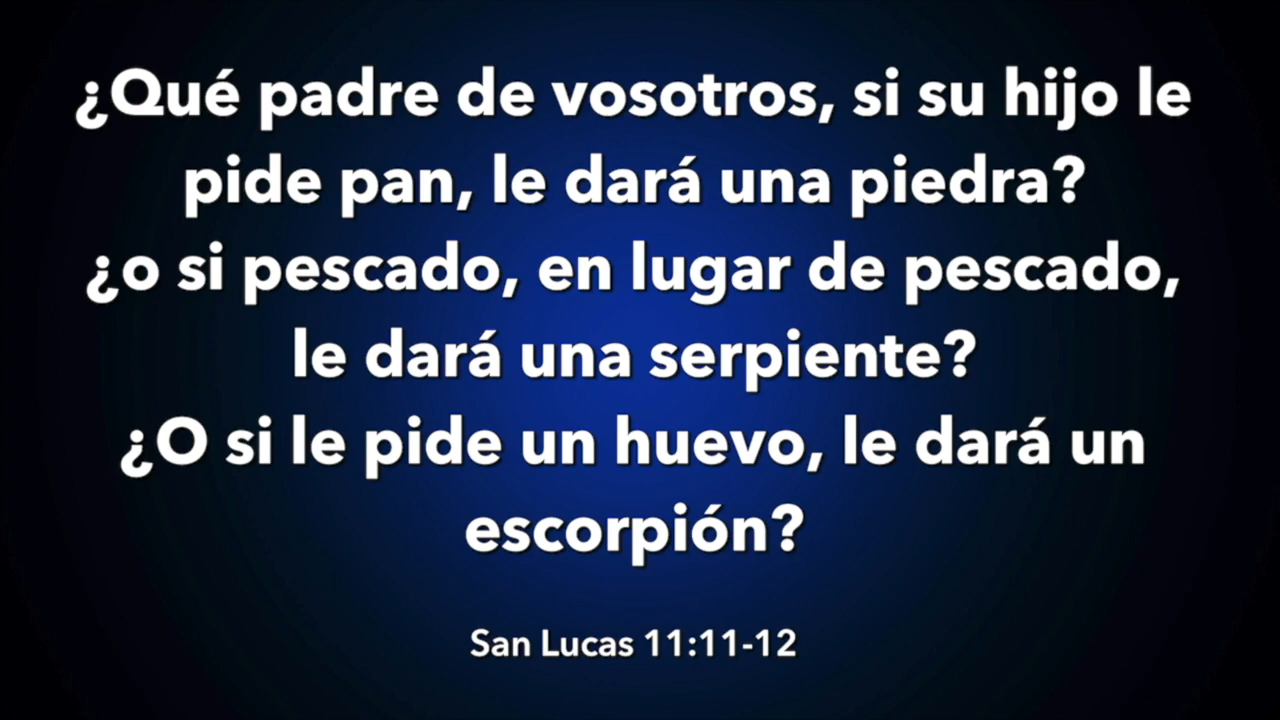 ¿Qué padre de vosotros, si su hijo le
pide pan, le dará una piedra?
¿o si pescado, en lugar de pescado,
le dará una serpiente?
¿O si le pide un huevo, le dará un
escorpión?
San Lucas 11:11-12